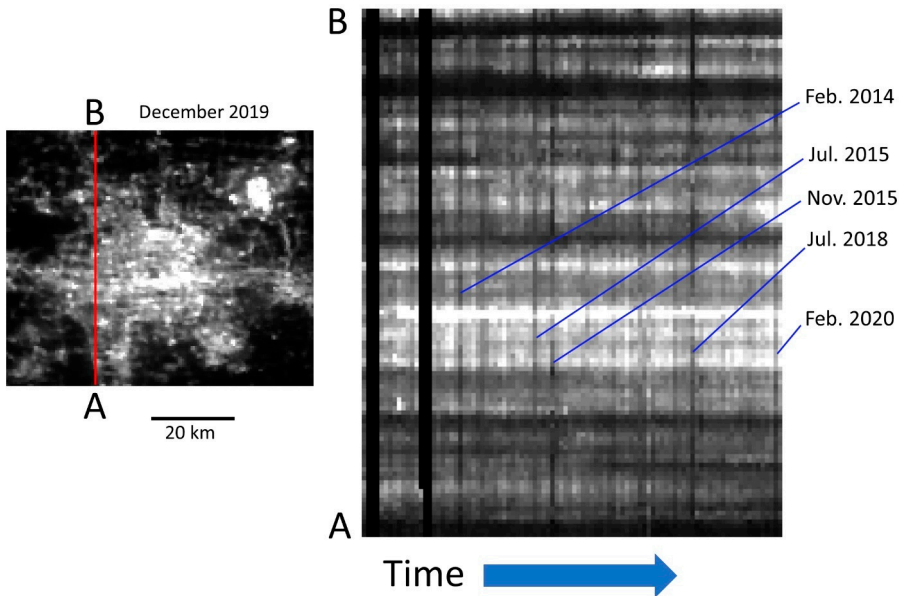 B
December 2019
B
A
20 km
Feb. 2014
Jul. 2015
Nov. 2015
Jul. 2018
Feb. 2020
A
Time